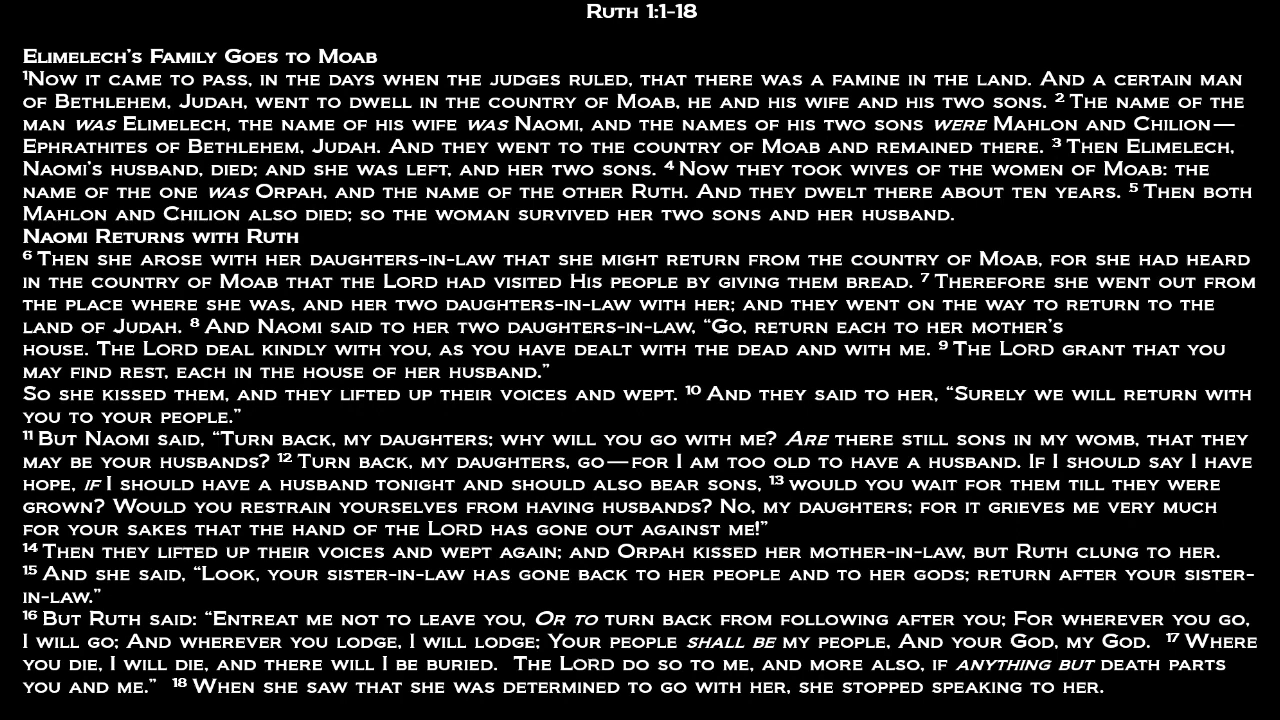 Ruth 1:1-18
Elimelech's Family Goes to Moab
1Now it came to pass, in the days when the judges ruled, that there was a famine in the land. And a certain man
of Bethlehem, Judah, went to dwell in the country of Moab, he and his wife and his two sons. 2 The name of the
man was Elimelech, the name of his wife was Naomi, and the names of his two sons were Mahlon and Chilion—
Ephrathites of Bethlehem, Judah. And they went to the country of Moab and remained there. 3 Then Elimelech,
Naomi's husband, died; and she was left, and her two sons. 4 Now they took wives of the women of Moab: the
name of the one was Orpah, and the name of the other Ruth. And they dwelt there about ten years. 5 Then both
Mahlon and Chilion also died; so the woman survived her two sons and her husband.
Naomi Returns with Ruth
6 Then she arose with her daughters-in-law that she might return from the country of Moab, for she had heard
in the country of Moab that the Lord had visited His people by giving them bread. 7 Therefore she went out from
the place where she was, and her two daughters-in-law with her; and they went on the way to return to the
land of Judah. 8 And Naomi said to her two daughters-in-law, “Go, return each to her mother's
house. The Lord deal kindly with you, as you have dealt with the dead and with me. 9 The Lord grant that you
may find rest, each in the house of her husband.”
So she kissed them, and they lifted up their voices and wept. 10 And they said to her, “Surely we will return with
you to your people.”
11 But Naomi said, “Turn back, my daughters; why will you go with me? Are there still sons in my womb, that they
may be your husbands? 12 Turn back, my daughters, go—for I am too old to have a husband. If I should say I have
hope, if I should have a husband tonight and should also bear sons, 13 would you wait for them till they were
grown? Would you restrain yourselves from having husbands? No, my daughters; for it grieves me very much
for your sakes that the hand of the Lord has gone out against me!”
14 Then they lifted up their voices and wept again; and Orpah kissed her mother-in-law, but Ruth clung to her.
15 And she said, “Look, your sister-in-law has gone back to her people and to her gods; return after your sister-
in-law.”
16 But Ruth said: “Entreat me not to leave you, Or to turn back from following after you; For wherever you go,
I will go; And wherever you lodge, I will lodge; Your people shall be my people, And your God, my God. 17 Where
you die, I will die, and there will I be buried. The Lord do so to me, and more also, if anything but death parts
you and me.” 18 When she saw that she was determined to go with her, she stopped speaking to her.